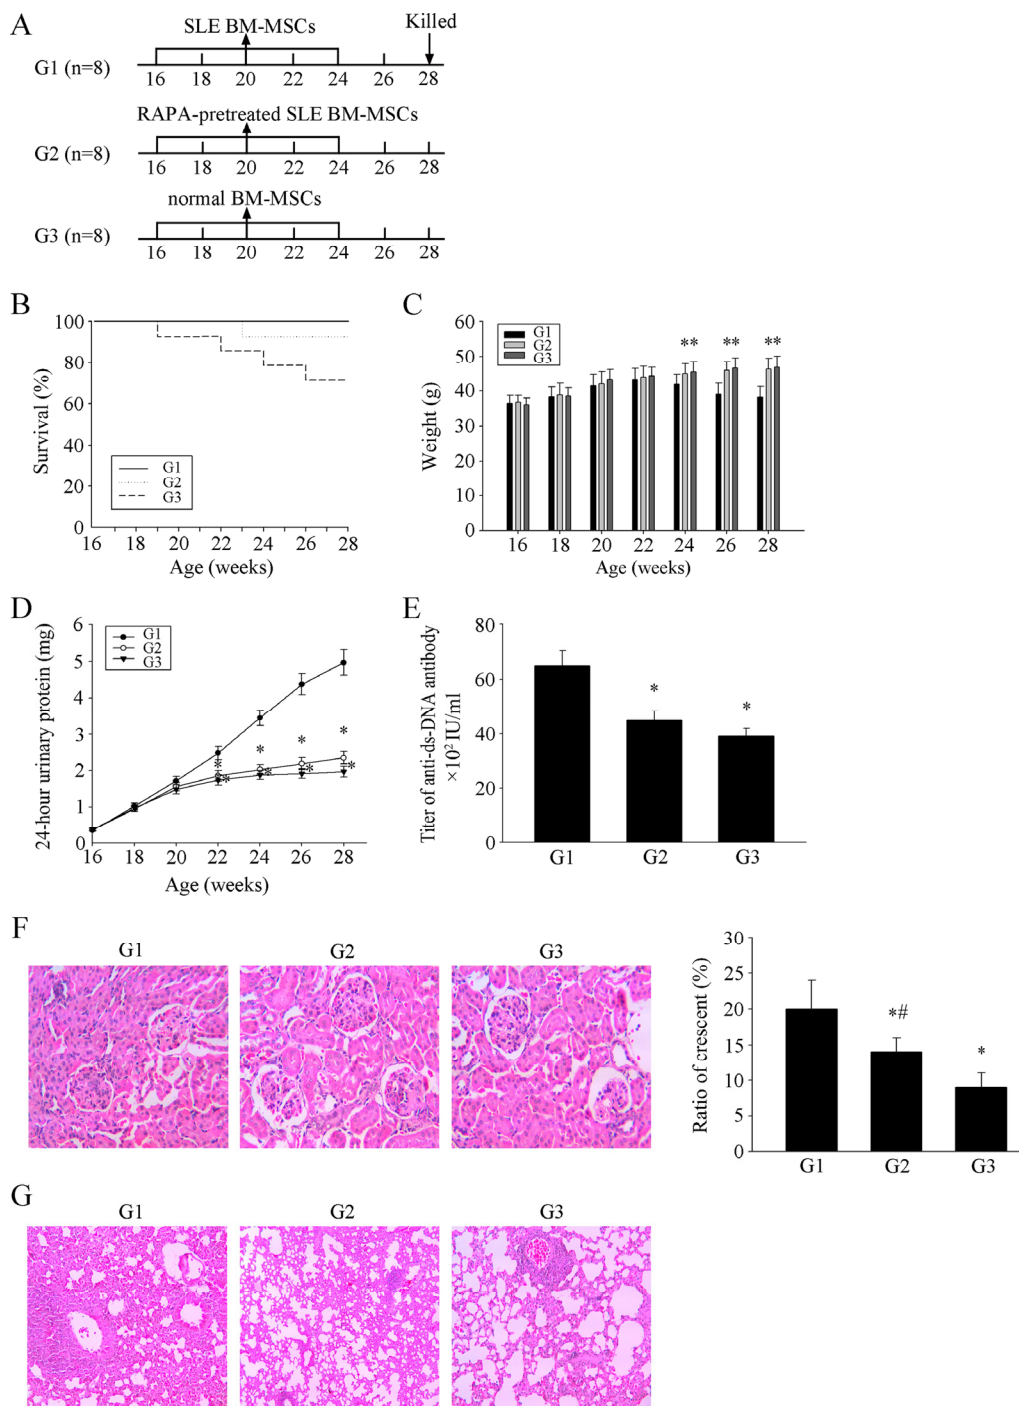 A
SLE BM-MSCs
Killed
G1 (n=8)
16 18 20 22 24 26 28
RAPA-pretreated SLE BM-MSCs
G2 (n=8)
16 18 20 22 24 26 28
normal BM-MSCs
G3 (n=8)
16 18 20 22 24 26 28
B
Survival (%)
100
80
60
40
20
0
G1
G2
G3
16 20 22 24 26 28
Age (weeks)
C
Weight (g)
60
50
40
30
20
10
0
G1
G2
G3
** ** **
16 18 20 22 24 26 28
Age (weeks)
D
24-hour urinary protein (mg)
6
5
4
3
2
1
0
G1
G2
G3
* * * *
* * * *
16 18 20 22 24 26 28
Age (weeks)
E
Titer of anti-ds-DNA antibody
×10² IU/ml
80
60
40
20
0
* *
G1 G2 G3
F
G1 G2 G3
Ratio of crescent (%)
30
25
20
15
10
5
0
*#
*
G1 G2 G3
G
G1 G2 G3